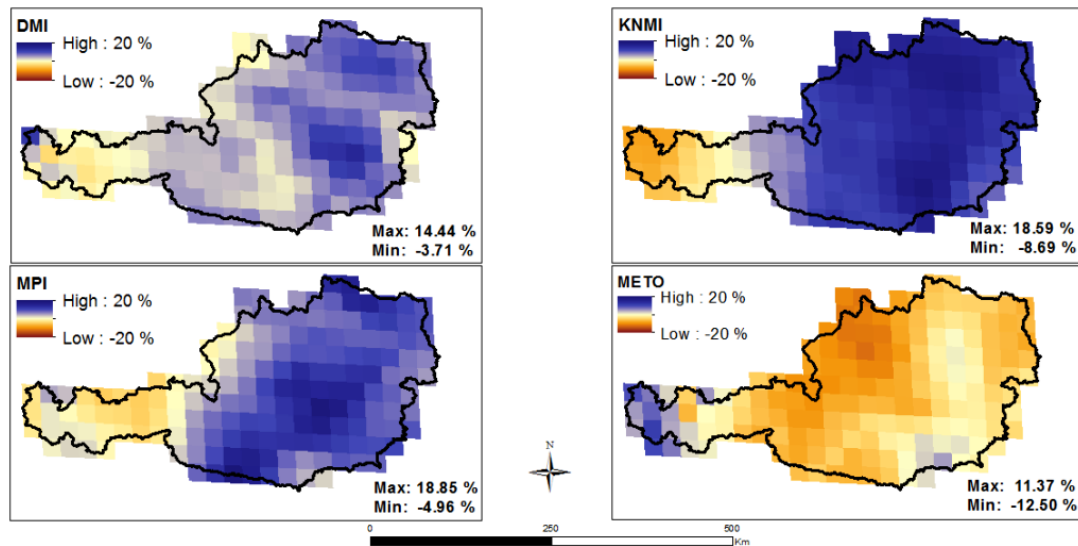 DMI
High : 20 %
Low : -20 %
Max: 14.44 %
Min: -3.71 %
KNMI
High : 20 %
Low : -20 %
Max: 18.59 %
Min: -8.69 %
MPI
High : 20 %
Low : -20 %
Max: 18.85 %
Min: -4.96 %
METO
High : 20 %
Low : -20 %
Max: 11.37 %
Min: -12.50 %
N
0 250 500
Km